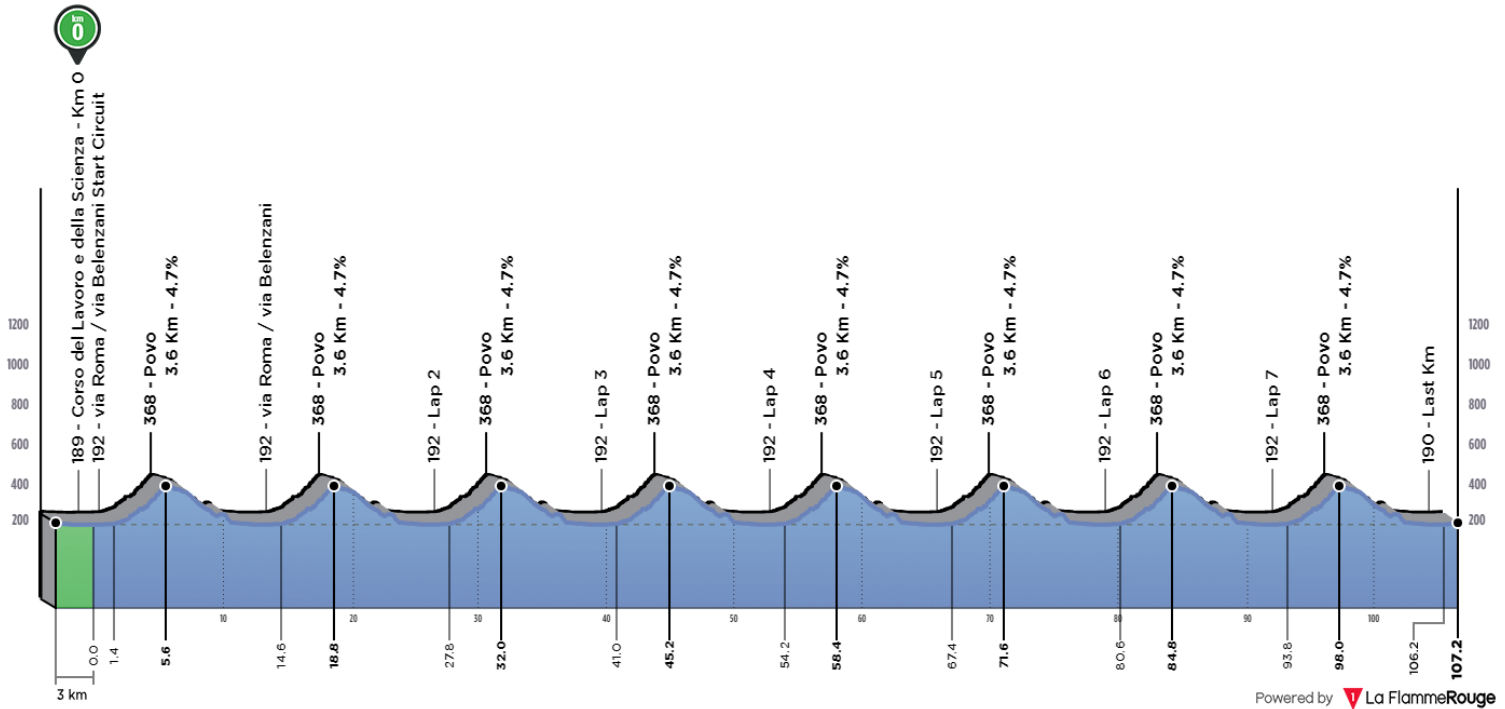 km
0
189 - Corso del Lavoro e della Scienza - Km 0
192 - via Roma / via Belenzani Start Circuit
368 - Povo
3.6 Km - 4.7%
192 - via Roma / via Belenzani
368 - Povo
3.6 Km - 4.7%
192 - Lap 2
368 - Povo
3.6 Km - 4.7%
192 - Lap 3
368 - Povo
3.6 Km - 4.7%
192 - Lap 4
368 - Povo
3.6 Km - 4.7%
192 - Lap 5
368 - Povo
3.6 Km - 4.7%
192 - Lap 6
368 - Povo
3.6 Km - 4.7%
192 - Lap 7
368 - Povo
3.6 Km - 4.7%
190 - Last Km
1200
1000
800
600
400
200
1200
1000
800
600
400
200
10
20
30
40
50
60
70
80
90
100
0.0
1.4
5.6
14.6
18.8
27.8
32.0
41.0
45.2
54.2
58.4
67.4
71.6
80.6
84.8
93.8
98.0
106.2
107.2
3 km
Powered by 1 La FlammeRouge